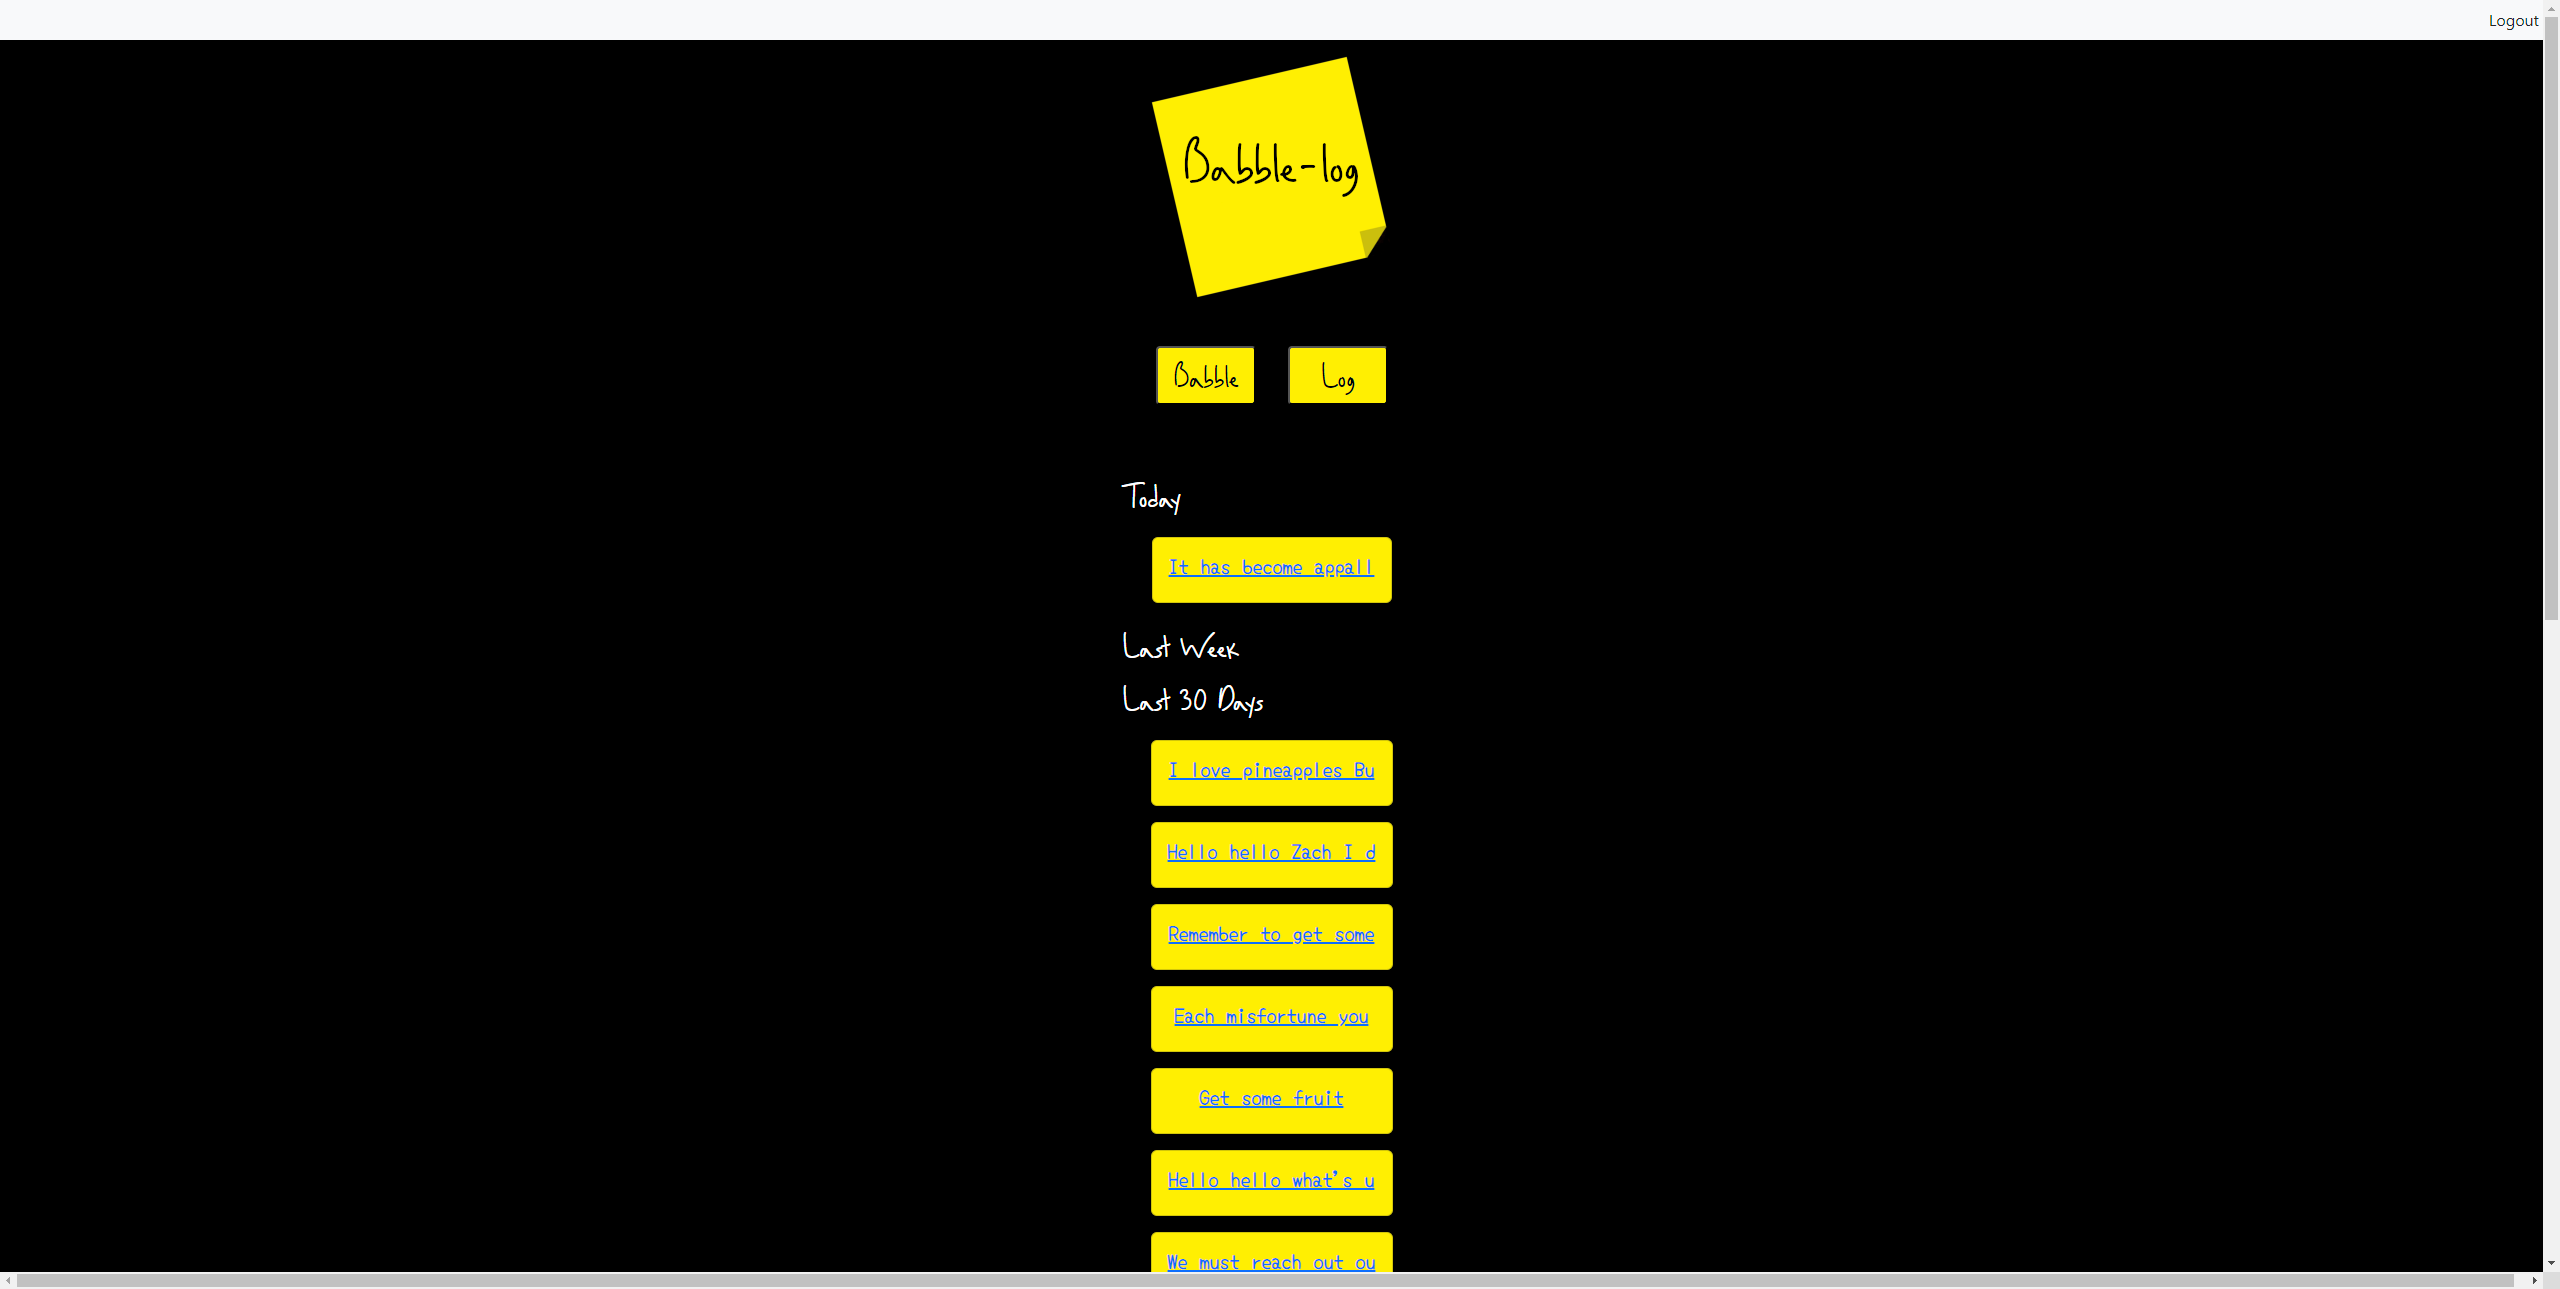 Logout
Babble-log
Babble
Log
Today
It has become appall
Last Week
Last 30 Days
I love pineapples Bu
Hello hello Zach I d
Remember to get some
Each misfortune you
Get some fruit
Hello hello what's u
We must reach out ou